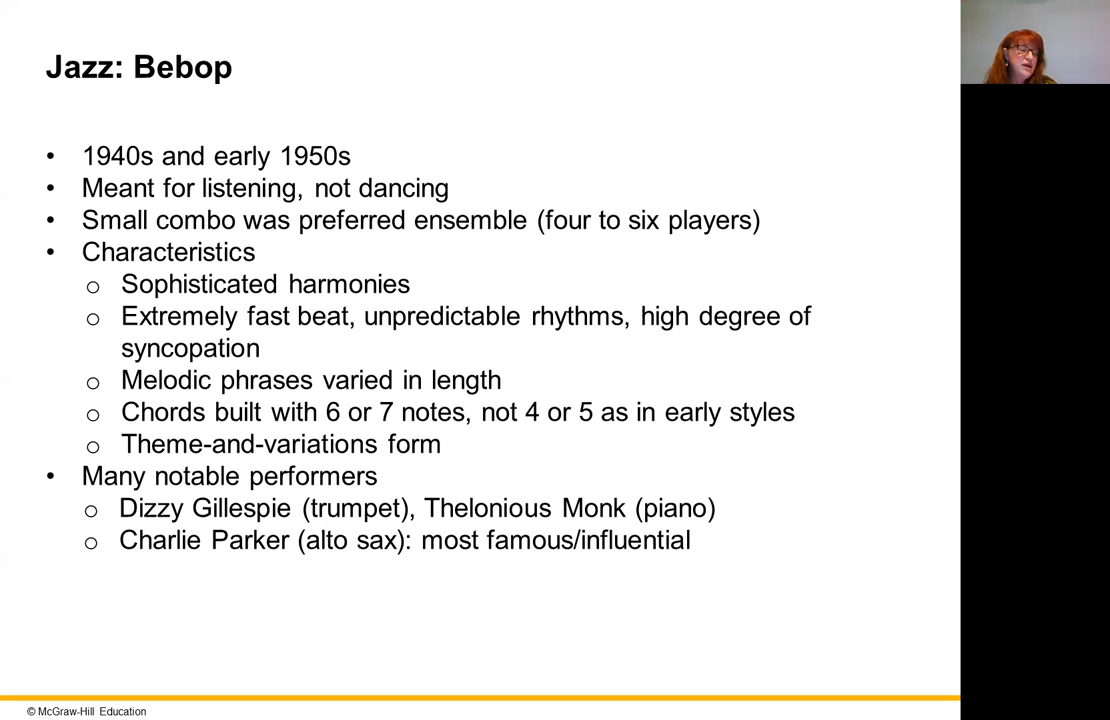 Jazz: Bebop
• 1940s and early 1950s
• Meant for listening, not dancing
• Small combo was preferred ensemble (four to six players)
• Characteristics
o Sophisticated harmonies
o Extremely fast beat, unpredictable rhythms, high degree of
syncopation
o Melodic phrases varied in length
o Chords built with 6 or 7 notes, not 4 or 5 as in early styles
o Theme-and-variations form
• Many notable performers
o Dizzy Gillespie (trumpet), Thelonious Monk (piano)
o Charlie Parker (alto sax): most famous/influential
© McGraw-Hill Education